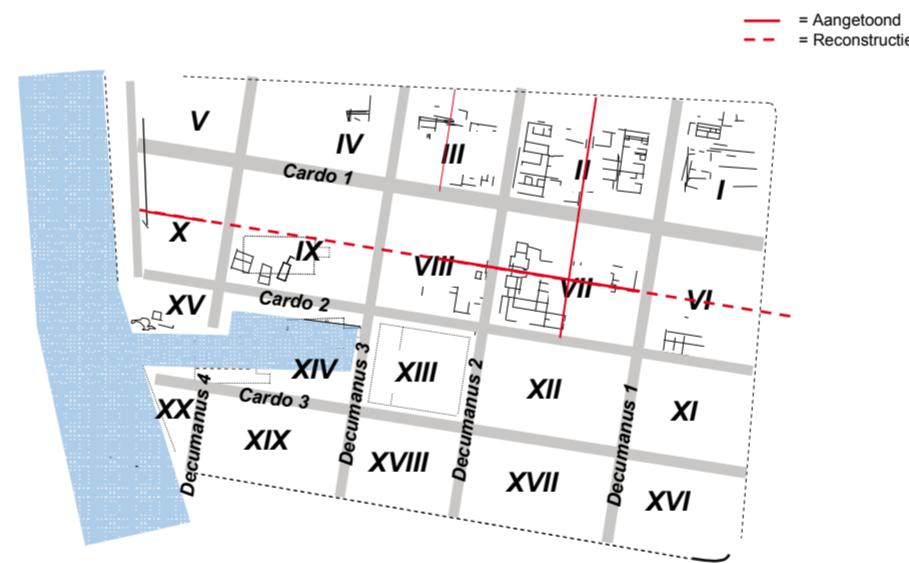 = Aangetoond
= Reconstructie
V
IV
III
II
I
Cardo 1
X
IX
VIII
VII
VI
Cardo 2
XV
XIV
XIII
XII
XI
Decumanus 4
Decumanus 3
Decumanus 2
Decumanus 1
Cardo 3
XX
XIX
XVIII
XVII
XVI